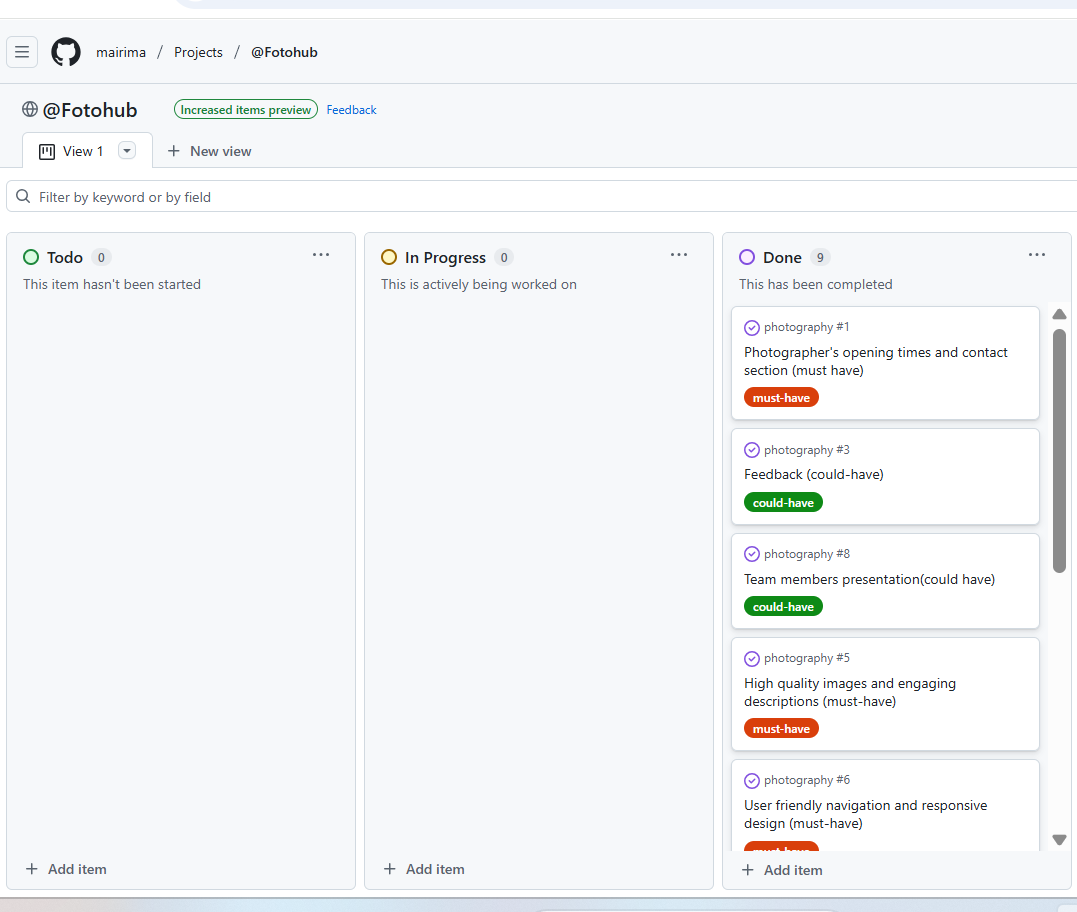 mairima / Projects / @Fotohub
@Fotohub Increased items preview Feedback
View 1 New view
Filter by keyword or by field
Todo 0
This item hasn't been started
Add item
In Progress 0
This is actively being worked on
Add item
Done 9
This has been completed
photography #1
Photographer's opening times and contact
section (must have)
must-have
photography #3
Feedback (could-have)
could-have
photography #8
Team members presentation(could have)
could-have
photography #5
High quality images and engaging
descriptions (must-have)
must-have
photography #6
User friendly navigation and responsive
design (must-have)
must-have
Add item